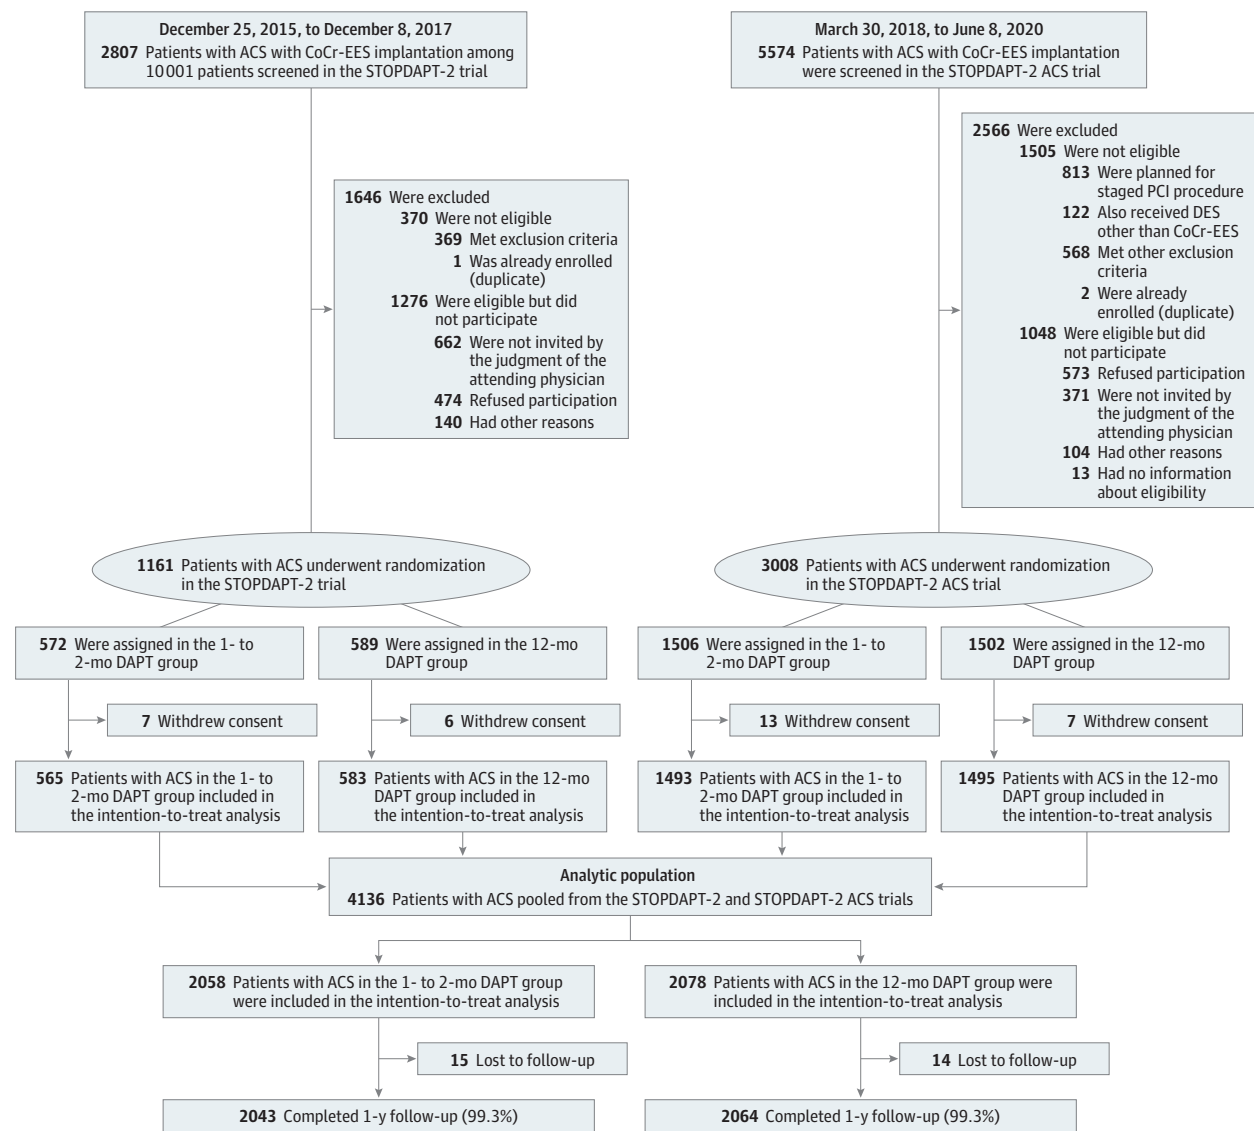 December 25, 2015, to December 8, 2017
2807 Patients with ACS with CoCr-EES implantation among
10 001 patients screened in the STOPDAPT-2 trial
March 30, 2018, to June 8, 2020
5574 Patients with ACS with CoCr-EES implantation
were screened in the STOPDAPT-2 ACS trial
1646 Were excluded
370 Were not eligible
369 Met exclusion criteria
1 Was already enrolled
(duplicate)
1276 Were eligible but did
not participate
662 Were not invited by
the judgment of the
attending physician
474 Refused participation
140 Had other reasons
2566 Were excluded
1505 Were not eligible
813 Were planned for
staged PCI procedure
122 Also received DES
other than CoCr-EES
568 Met other exclusion
criteria
2 Were already
enrolled (duplicate)
1048 Were eligible but did
not participate
573 Refused participation
371 Were not invited by
the judgment of the
attending physician
104 Had other reasons
13 Had no information
about eligibility
1161 Patients with ACS underwent randomization
in the STOPDAPT-2 trial
3008 Patients with ACS underwent randomization
in the STOPDAPT-2 ACS trial
572 Were assigned in the 1- to
2-mo DAPT group
589 Were assigned in the 12-mo
DAPT group
1506 Were assigned in the 1- to
2-mo DAPT group
1502 Were assigned in the 12-mo
DAPT group
7 Withdrew consent
6 Withdrew consent
13 Withdrew consent
7 Withdrew consent
565 Patients with ACS in the 1- to
2-mo DAPT group included in
the intention-to-treat analysis
583 Patients with ACS in the 12-mo
DAPT group included in
the intention-to-treat analysis
1493 Patients with ACS in the 1- to
2-mo DAPT group included in
the intention-to-treat analysis
1495 Patients with ACS in the 12-mo
DAPT group included in
the intention-to-treat analysis
Analytic population
4136 Patients with ACS pooled from the STOPDAPT-2 and STOPDAPT-2 ACS trials
2058 Patients with ACS in the 1- to 2-mo DAPT group
were included in the intention-to-treat analysis
2078 Patients with ACS in the 12-mo DAPT group were
included in the intention-to-treat analysis
15 Lost to follow-up
14 Lost to follow-up
2043 Completed 1-y follow-up (99.3%)
2064 Completed 1-y follow-up (99.3%)